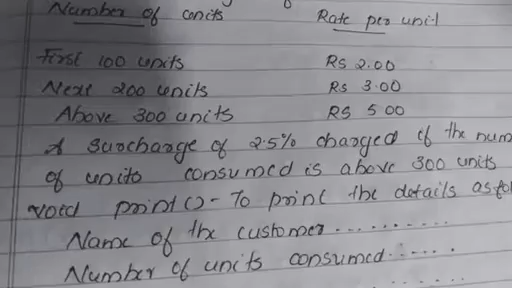 Number of units Rate per unit
First 100 units Rs 2.00
Next 200 units Rs 3.00
Above 300 units Rs 5 00
A Surcharge of 2.5% charged if the num
of units consumed is above 300 units
void print()- To print the details as fo
Name of the customer..........
Number of units consumed......